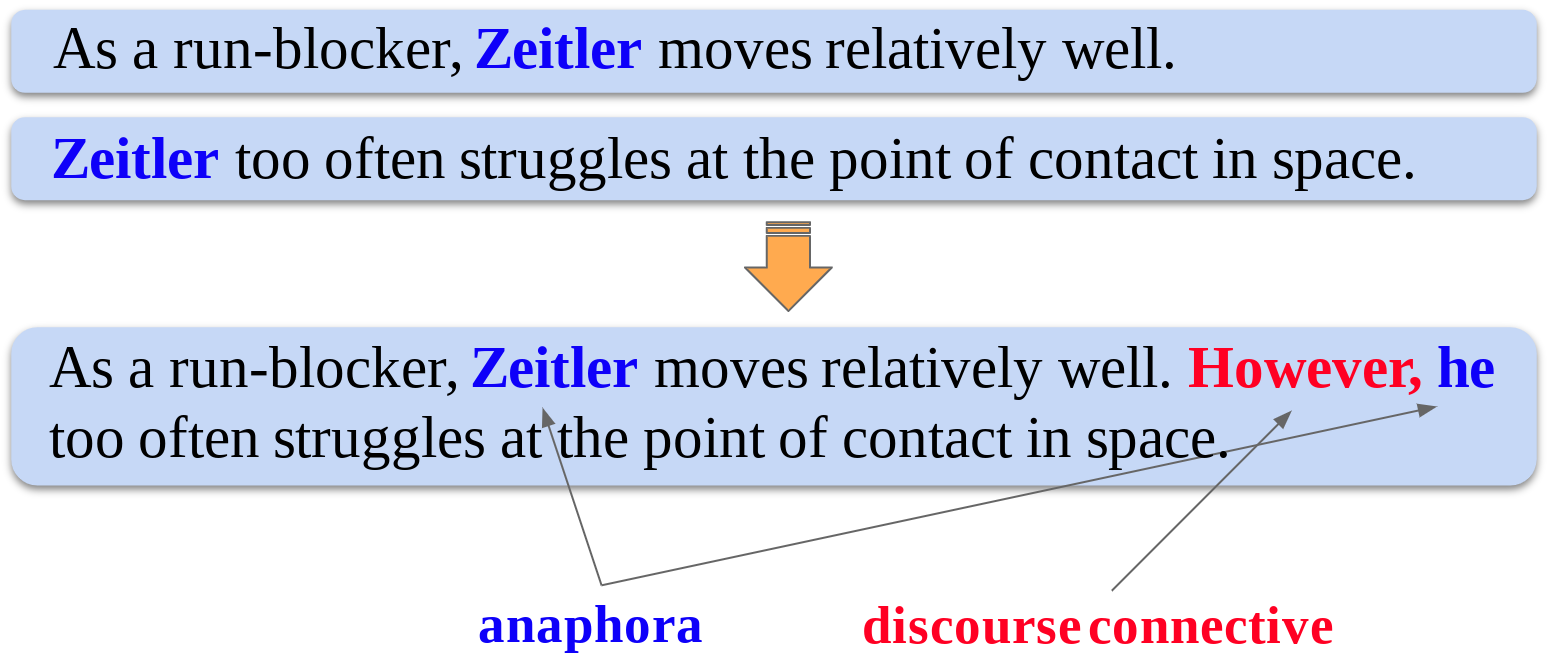 As a run-blocker, Zeitler moves relatively well.
Zeitler too often struggles at the point of contact in space.
As a run-blocker, Zeitler moves relatively well. However, he
too often struggles at the point of contact in space.
anaphora
discourse connective